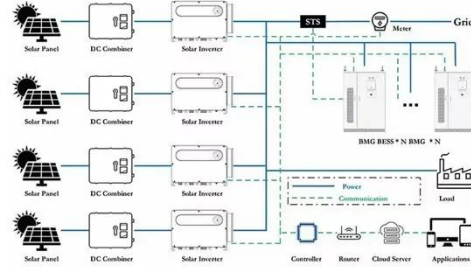 STS
Meter
Grid
Solar Panel
DC Combiner
Solar Inverter
Solar Panel
DC Combiner
Solar Inverter
BMG BESS * N BMG * N
Solar Panel
DC Combiner
Solar Inverter
Power
Communication
Load
Solar Panel
DC Combiner
Solar Inverter
Controller
Router
Cloud Server
Applications